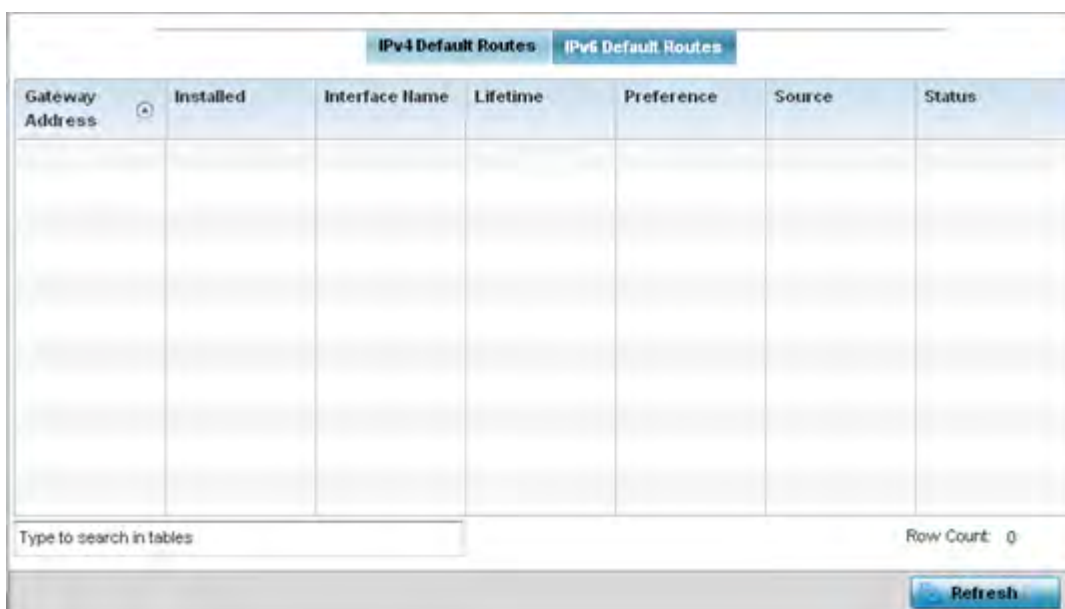 IPv4 Default Routes IPv6 Default Routes
Gateway Address Installed Interface Name Lifetime Preference Source Status
Type to search in tables Row Count: 0
Refresh